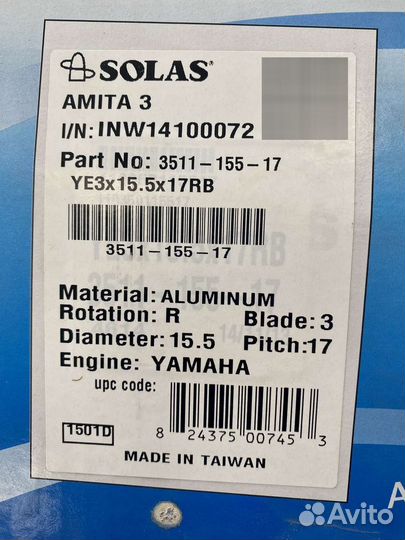 SOLAS®
AMITA 3
I/N: INW14100072
Part No: 3511-155-17
YE3x15.5x17RB
3511-155-17
Material: ALUMINUM
Rotation: R Blade: 3
Diameter: 15.5 Pitch: 17
Engine: YAMAHA
upc code:
1501D
8 24375 00745 3
MADE IN TAIWAN
A
Avito